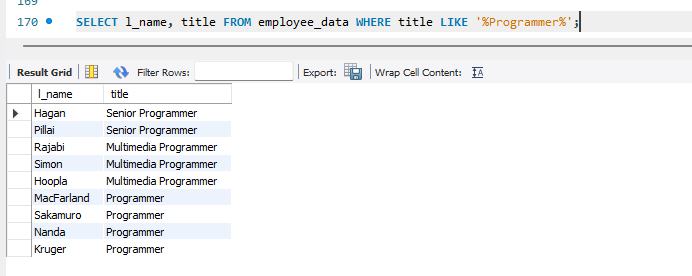 169
170 SELECT l_name, title FROM employee_data WHERE title LIKE '%Programmer%';
Result Grid Filter Rows: Export: Wrap Cell Content: IA
l_name title
Hagan Senior Programmer
Pillai Senior Programmer
Rajabi Multimedia Programmer
Simon Multimedia Programmer
Hoopla Multimedia Programmer
MacFarland Programmer
Sakamuro Programmer
Nanda Programmer
Kruger Programmer